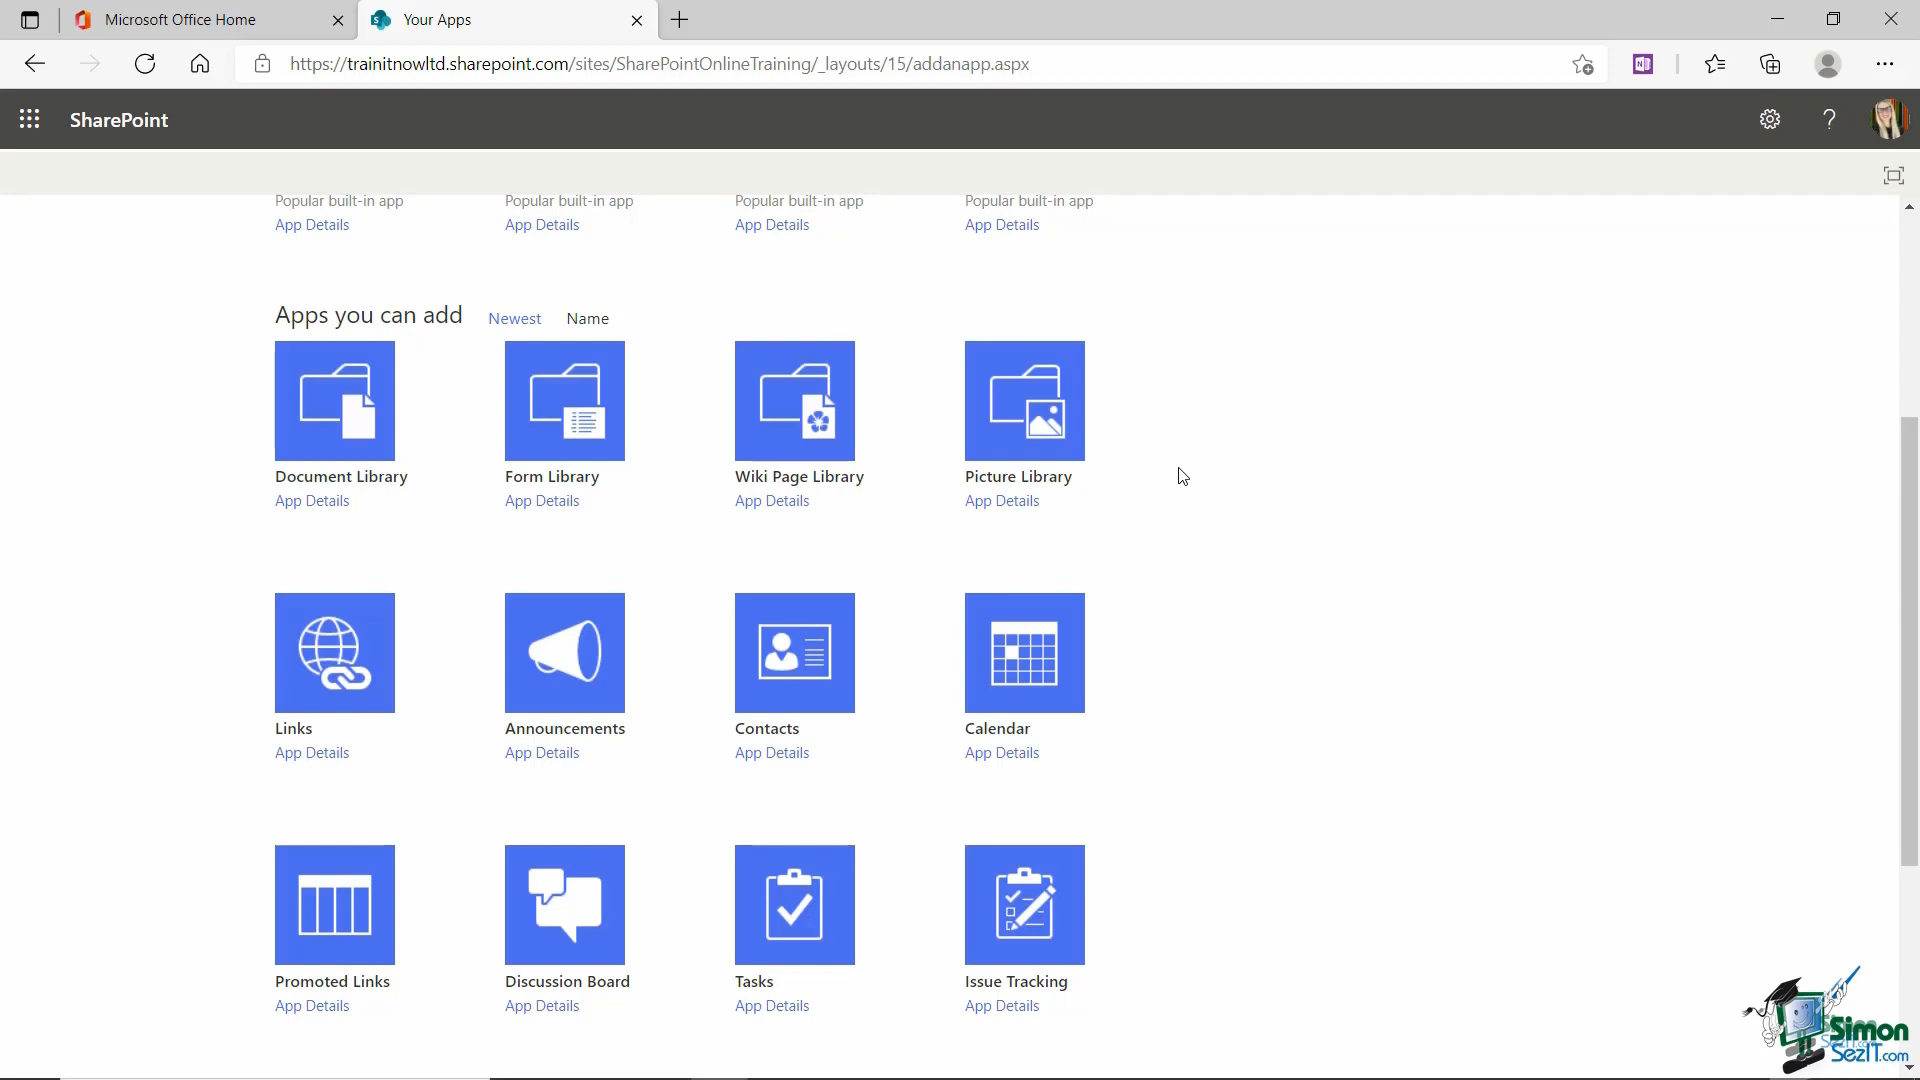 Microsoft Office Home
Your Apps
https://trainitnowltd.sharepoint.com/sites/SharePointOnlineTraining/_layouts/15/addanapp.aspx
SharePoint
Popular built-in app Popular built-in app Popular built-in app Popular built-in app
App Details App Details App Details App Details
Apps you can add Newest Name
Document Library Form Library Wiki Page Library Picture Library
App Details App Details App Details App Details
Links Announcements Contacts Calendar
App Details App Details App Details App Details
Promoted Links Discussion Board Tasks Issue Tracking
App Details App Details App Details App Details
Simon
SezIT.com